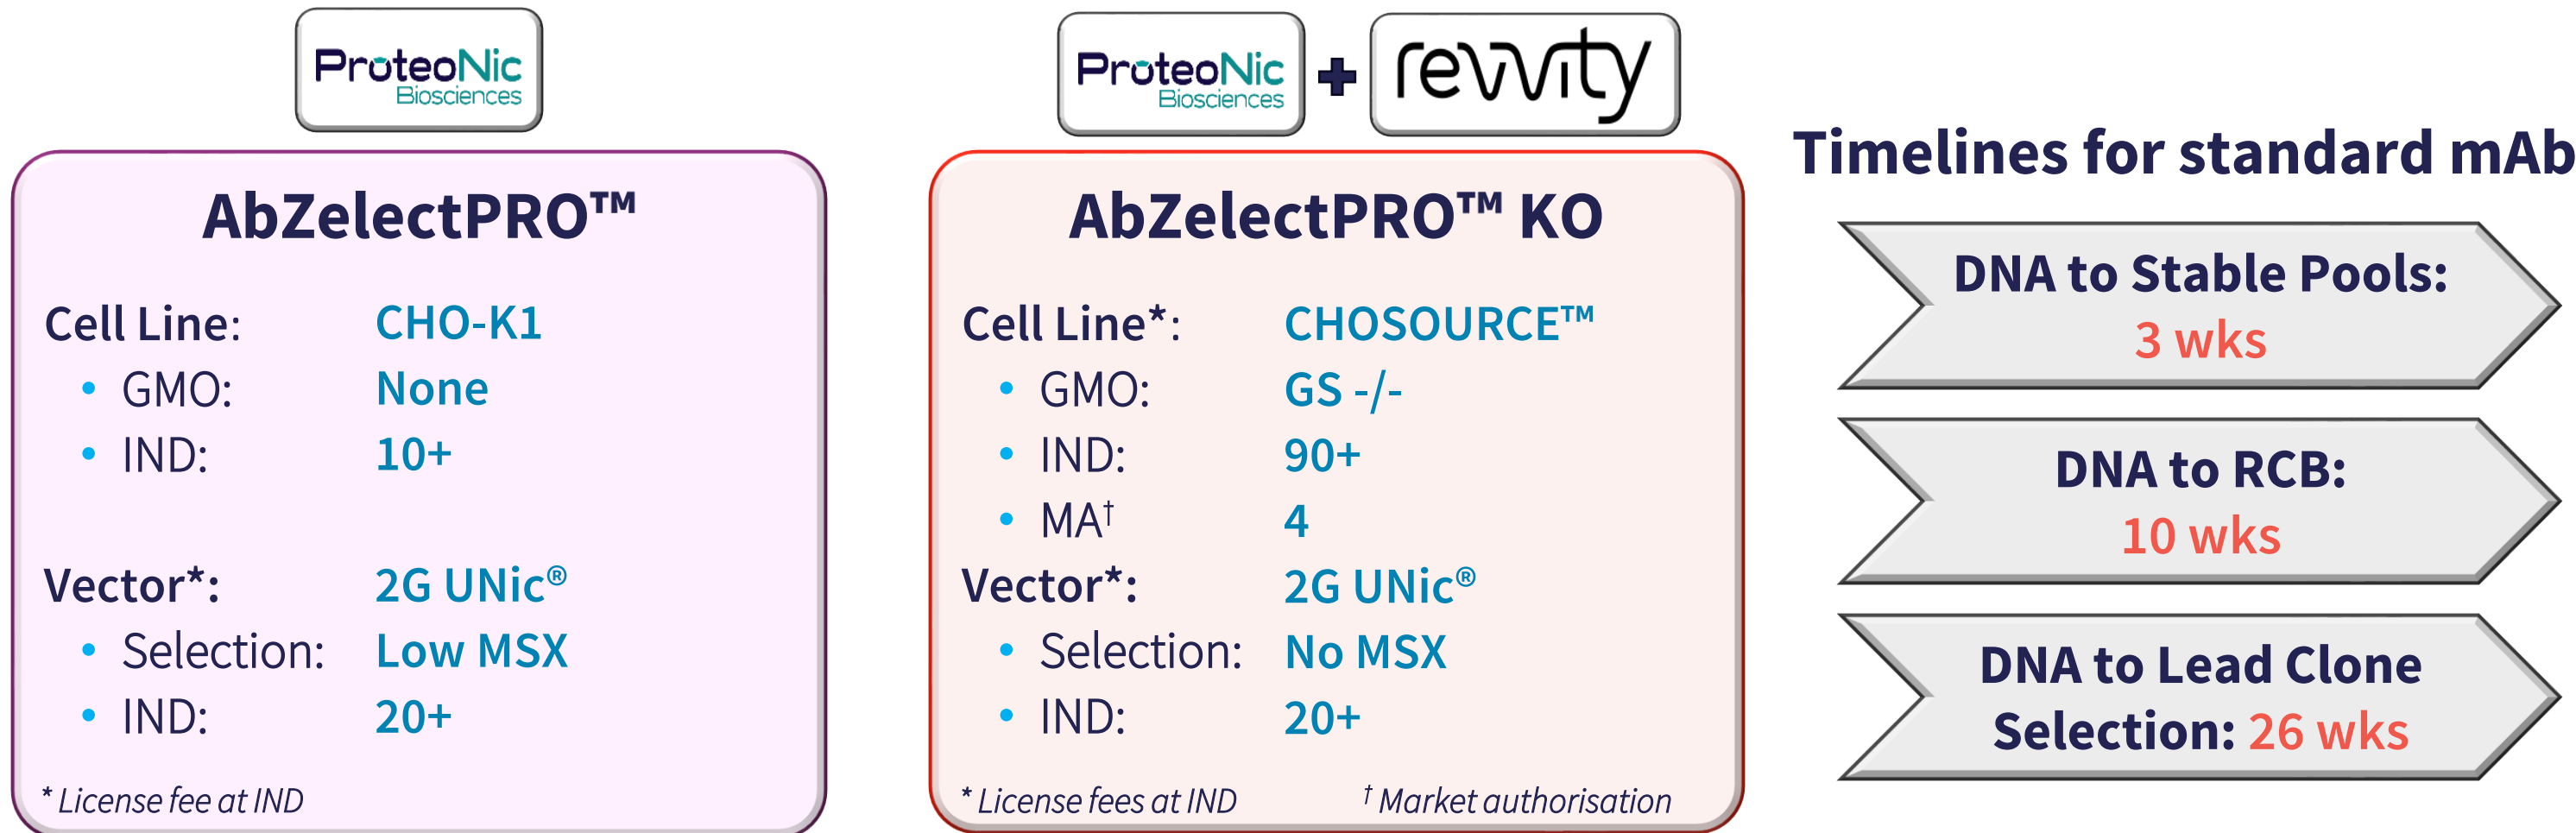 ProteoNic
Biosciences
AbZelectPRO™
Cell Line: CHO-K1
• GMO: None
• IND: 10+
Vector*: 2G UNic®
• Selection: Low MSX
• IND: 20+
* License fee at IND
ProteoNic
Biosciences
+
revvity
AbZelectPRO™ KO
Cell Line*: CHOSOURCE™
• GMO: GS -/-
• IND: 90+
• MA† 4
Vector*: 2G UNic®
• Selection: No MSX
• IND: 20+
* License fees at IND † Market authorisation
Timelines for standard mAb
DNA to Stable Pools:
3 wks
DNA to RCB:
10 wks
DNA to Lead Clone
Selection: 26 wks